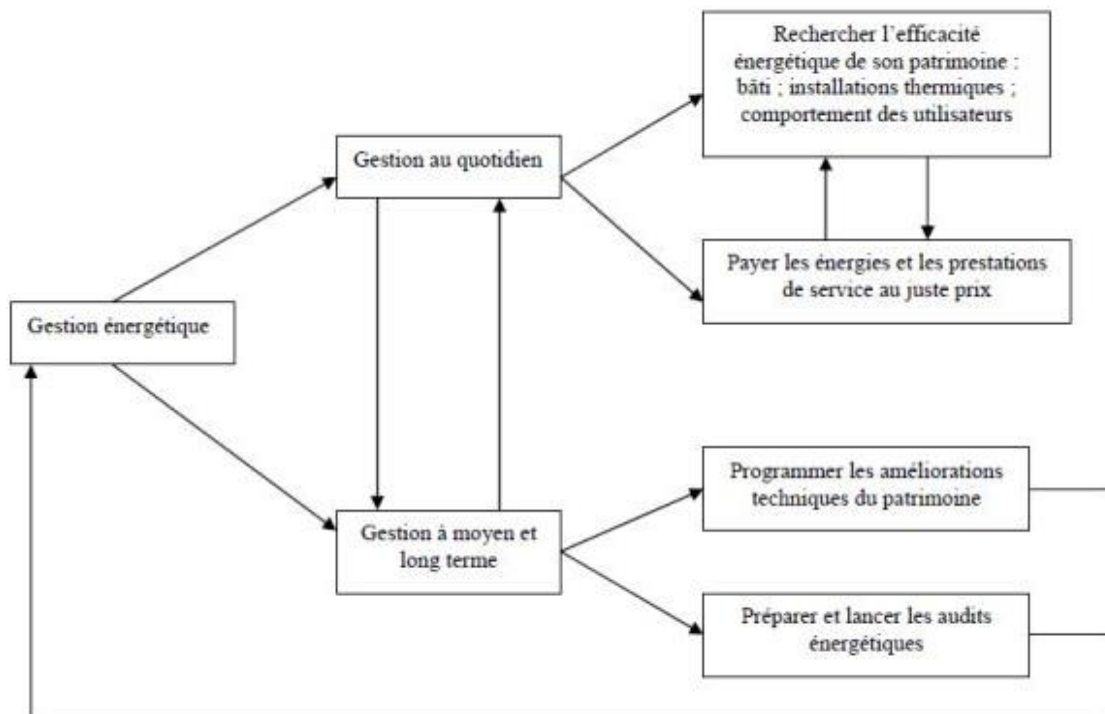 Rechercher l’efficacité
énergétique de son patrimoine :
bâti ; installations thermiques ;
comportement des utilisateurs
Gestion au quotidien
Payer les énergies et les prestations
de service au juste prix
Gestion énergétique
Programmer les améliorations
techniques du patrimoine
Gestion à moyen et
long terme
Préparer et lancer les audits
énergétiques